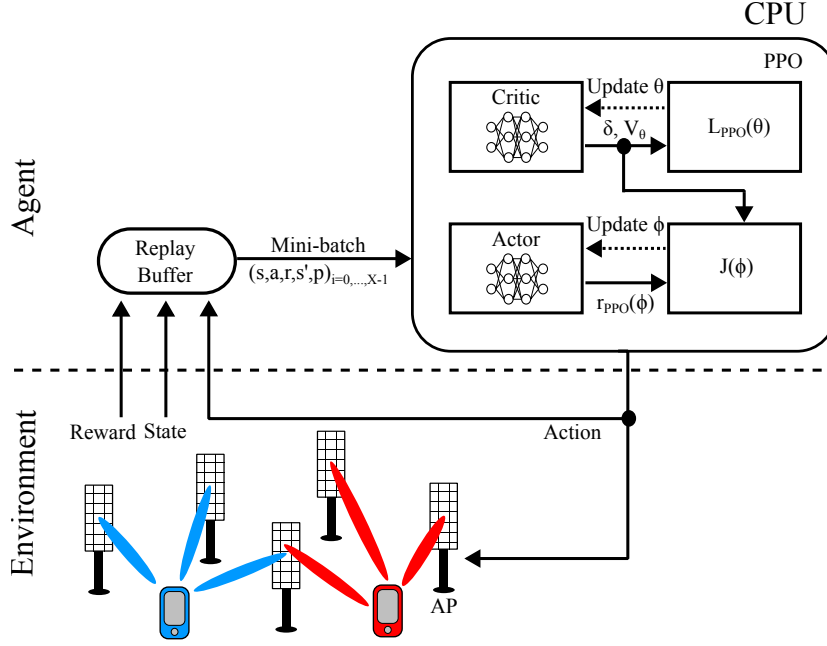 CPU
PPO
Critic
Update θ
δ, V_θ
L_PPO(θ)
Agent
Replay
Buffer
Mini-batch
(s,a,r,s',p)_i=0,...,X-1
Actor
Update ϕ
r_PPO(ϕ)
J(ϕ)
Reward
State
Action
Environment
AP